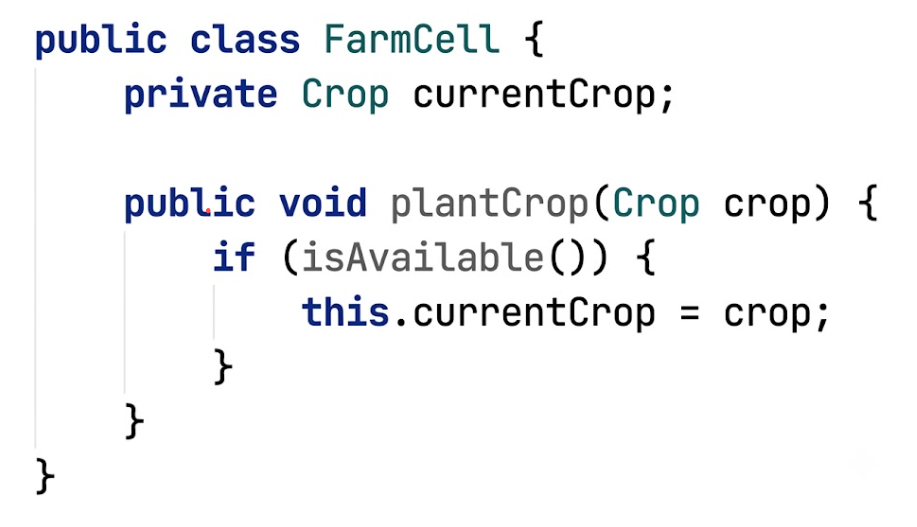 public class FarmCell {
    private Crop currentCrop;

    public void plantCrop(Crop crop) {
        if (isAvailable()) {
            this.currentCrop = crop;
        }
    }
}